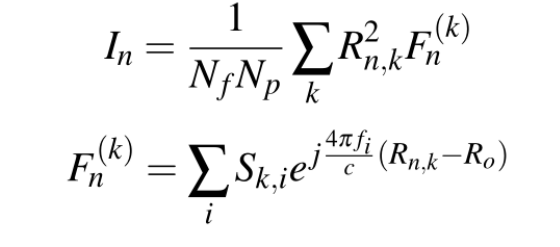 I_n = \frac{1}{N_f N_p} \sum_k R_{n,k}^2 F_n^{(k)}
F_n^{(k)} = \sum_i S_{k,i} e^{j \frac{4\pi f_i}{c} (R_{n,k} - R_o)}